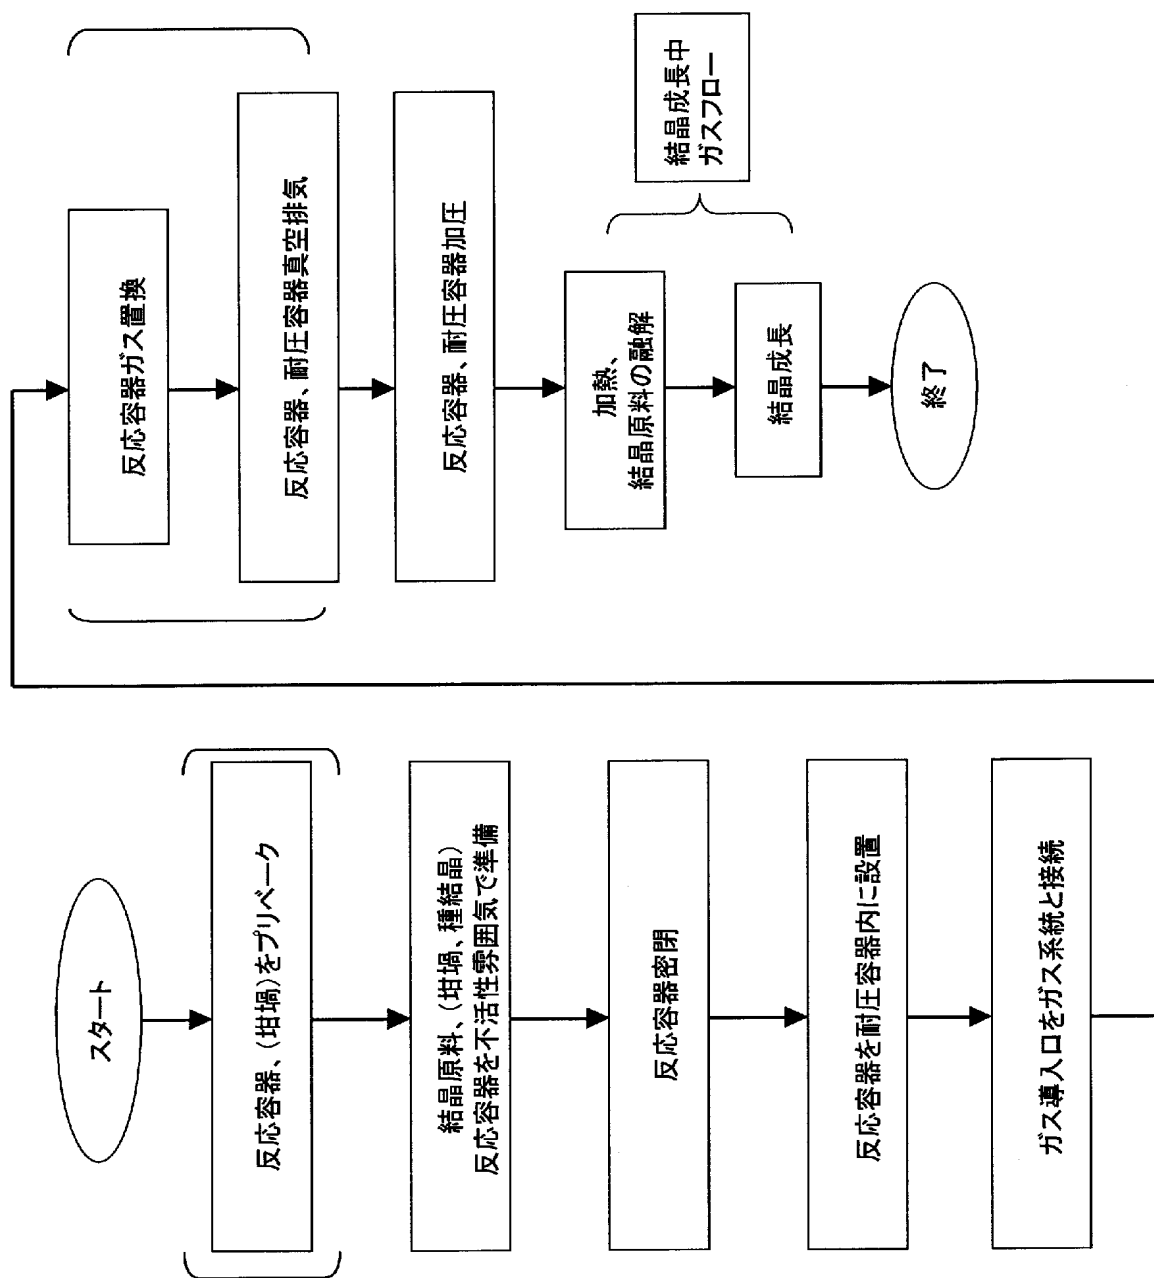 スタート
反応容器、(坩堝)をプリベーク
結晶原料、(坩堝、種結晶)
反応容器を不活性雰囲気で準備
反応容器密閉
反応容器を耐圧容器内に設置
ガス導入口をガス系統と接続
反応容器ガス置換
反応容器、耐圧容器真空排気
反応容器、耐圧容器加圧
加熱、
結晶原料の融解
結晶成長
結晶成長中
ガスフロー
終了